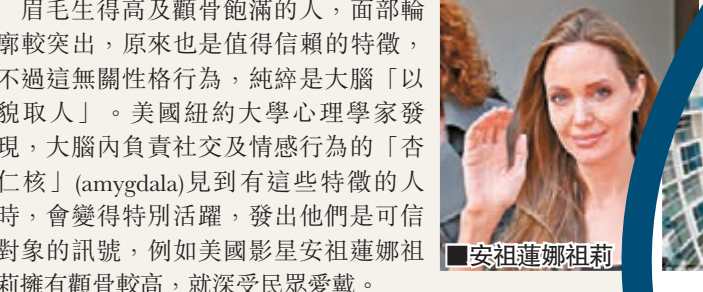 眉毛生得高及顴骨飽滿的人，面部輪
廓較突出，原來也是值得信賴的特徵，
不過這無關性格行為，純綷是大腦「以
貌取人」。美國紐約大學心理學家發
現，大腦內負責社交及情感行為的「杏
仁核」(amygdala)見到有這些特徵的人
時，會變得特別活躍，發出他們是可信
對象的訊號，例如美國影星安祖蓮娜祖
莉擁有顴骨較高，就深受民眾愛戴。
■安祖蓮娜祖莉